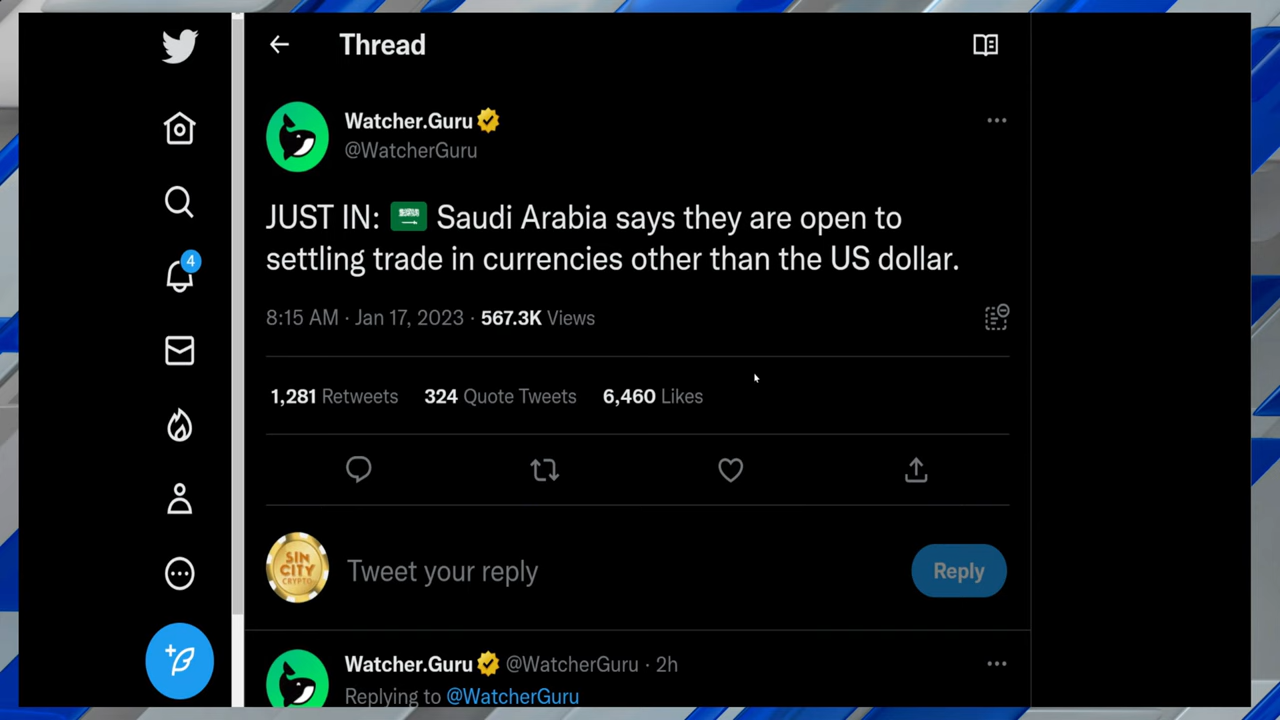 Thread
Watcher.Guru
@WatcherGuru
JUST IN: 🇸🇦 Saudi Arabia says they are open to
settling trade in currencies other than the US dollar.
8:15 AM · Jan 17, 2023 · 567.3K Views
1,281 Retweets 324 Quote Tweets 6,460 Likes
4
SIN
CITY
CRYPTO
Tweet your reply
Reply
Watcher.Guru @WatcherGuru · 2h
Replying to @WatcherGuru